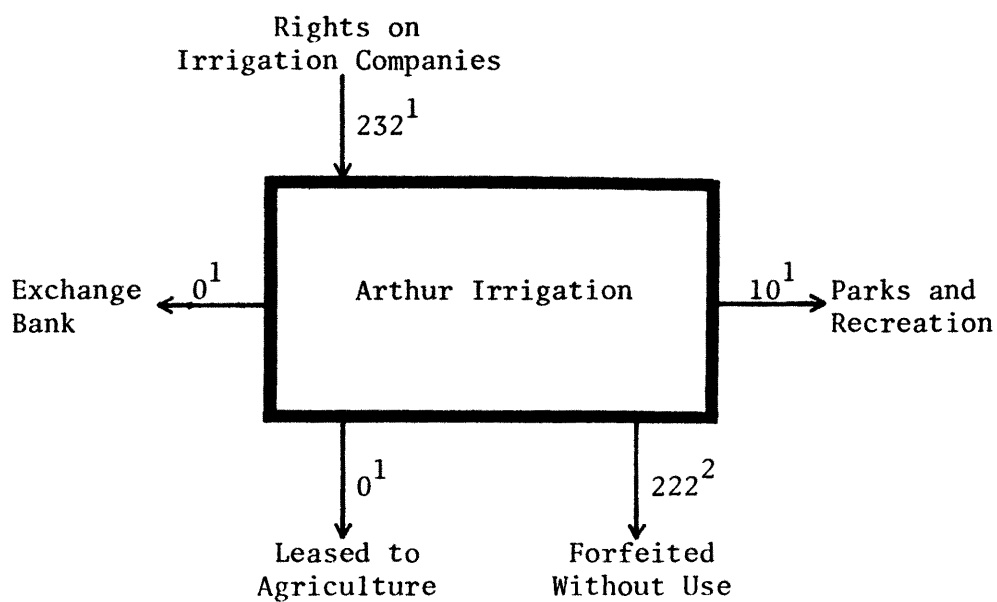 Rights on
Irrigation Companies
232¹
Exchange
Bank
0¹
Arthur Irrigation
10¹
Parks and
Recreation
0¹
222²
Leased to
Agriculture
Forfeited
Without Use